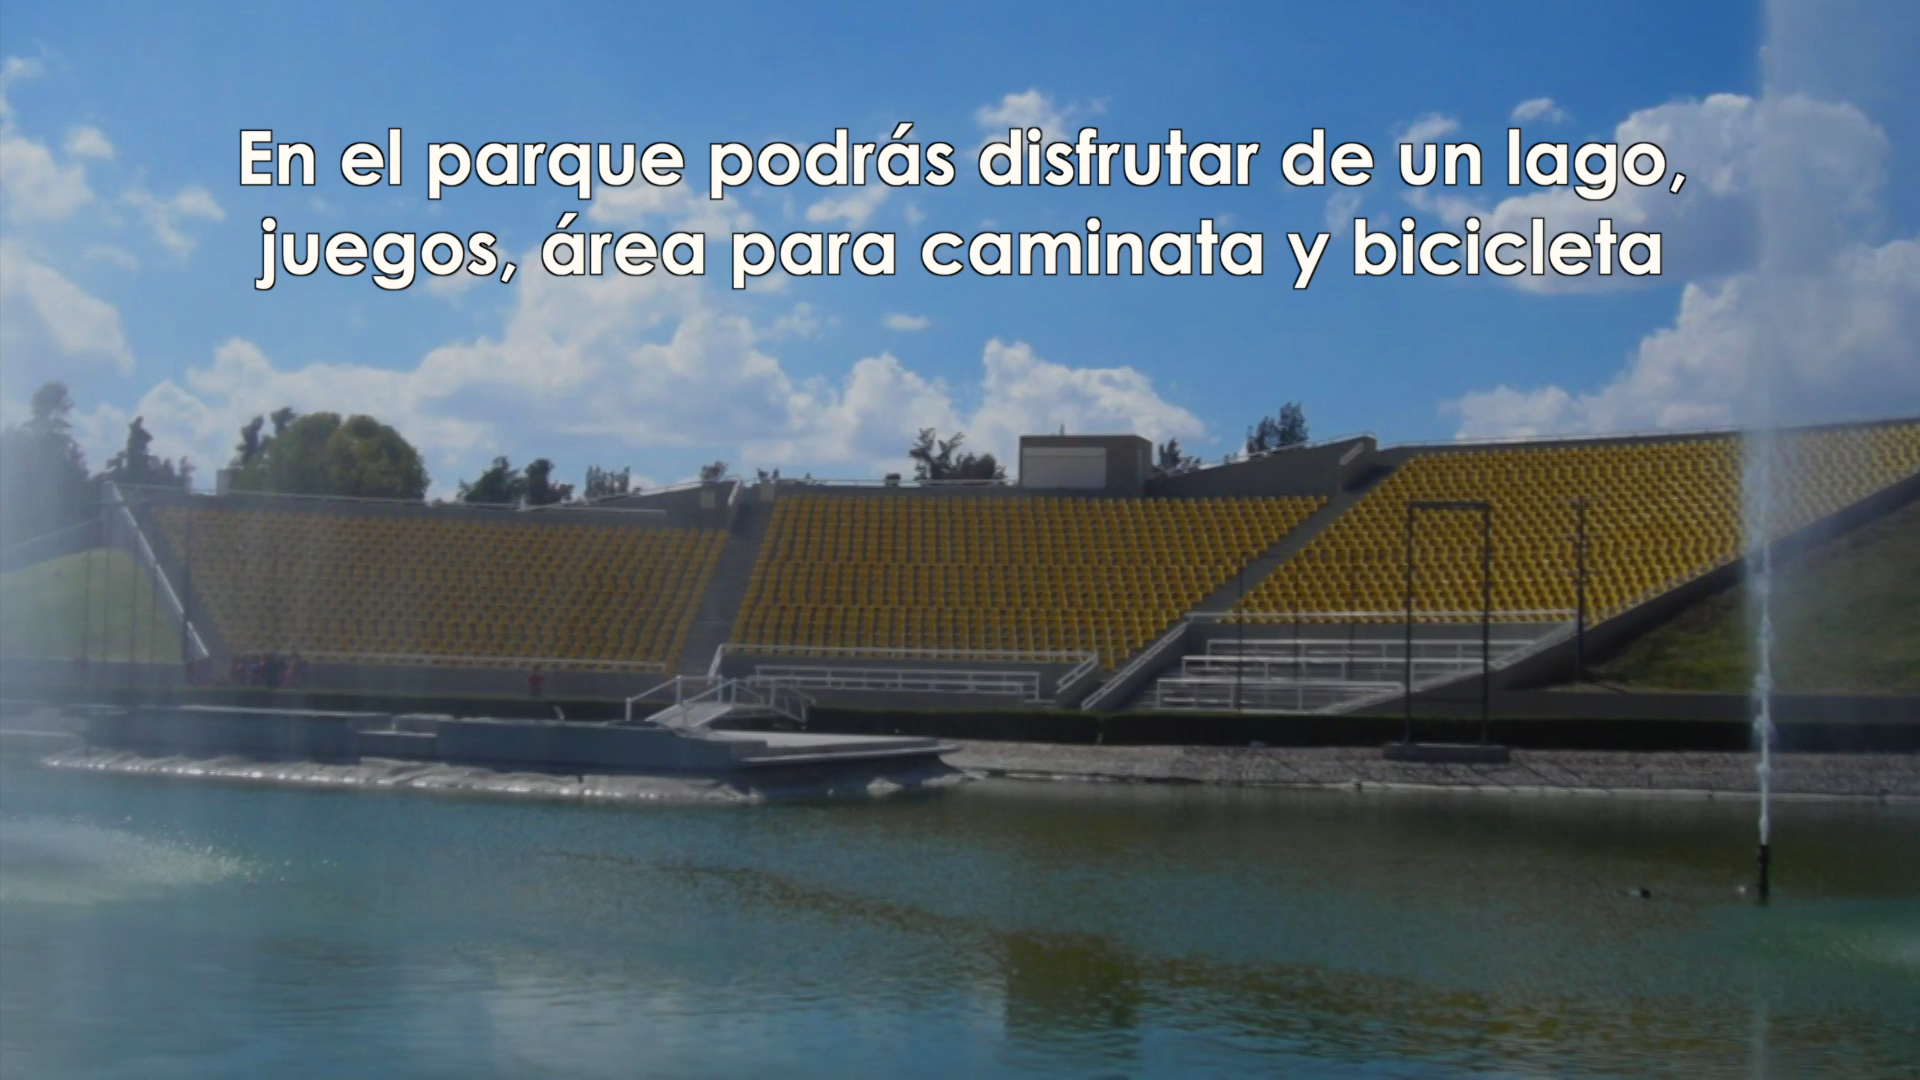 En el parque podrás disfrutar de un lago,
juegos, área para caminata y bicicleta